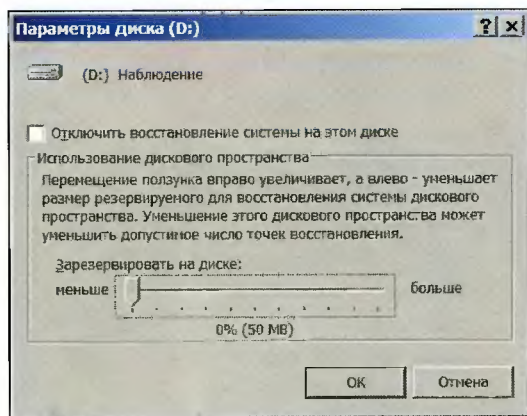 Параметры диска (D:)
(D:) Наблюдение
Отключить восстановление системы на этом диске
Использование дискового пространства
Перемещение ползунка вправо увеличивает, а влево - уменьшает
размер резервируемого для восстановления системы дискового
пространства. Уменьшение этого дискового пространства может
уменьшить допустимое число точек восстановления.
Зарезервировать на диске:
меньше
больше
0% (50 MB)
OK
Отмена